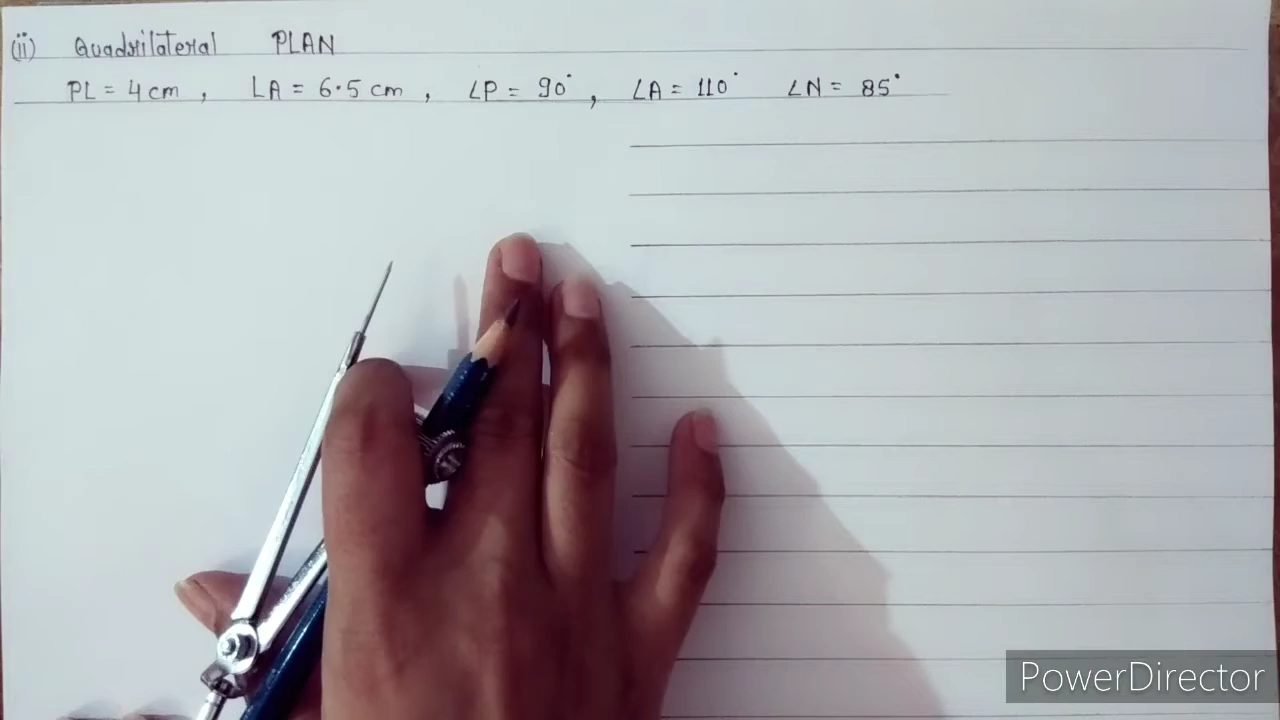 (ii) Quadrilateral PLAN
PL = 4 cm , LA = 6.5 cm , ∠P = 90° , ∠A = 110° ∠N = 85°
PowerDirector